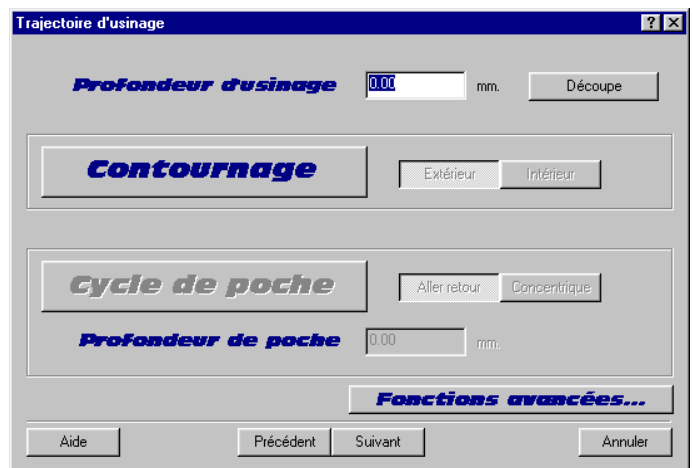 Trajectoire d'usinage ?
Profondeur d'usinage 0.00 mm. Découpe
Contournage Extérieur Intérieur
Cycle de poche Aller retour Concentrique
Profondeur de poche 0.00 mm.
Fonctions avancées...
Aide Précédent Suivant Annuler